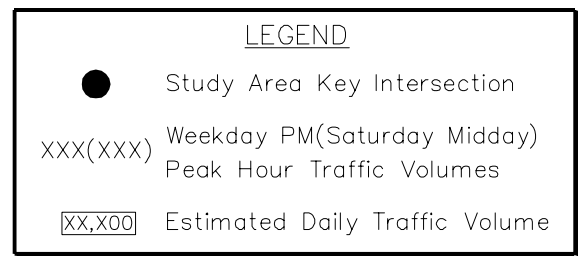 LEGEND
Study Area Key Intersection
XXX(XXX) Weekday PM(Saturday Midday)
Peak Hour Traffic Volumes
XX,X00 Estimated Daily Traffic Volume